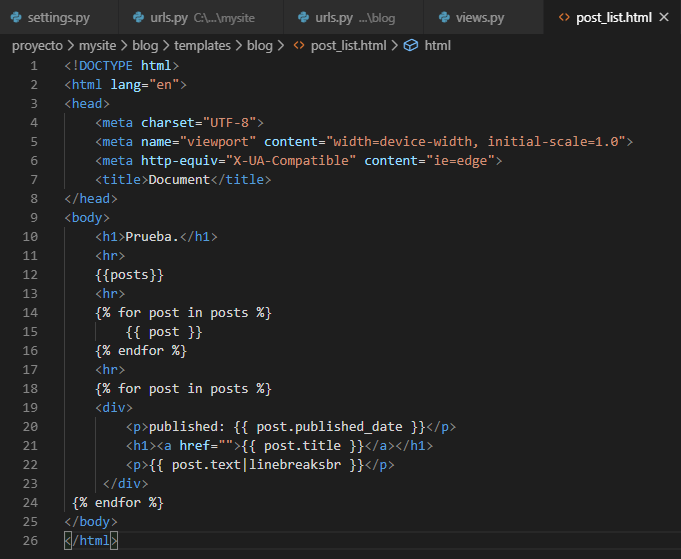 settings.py urls.py C:\...\mysite urls.py ...\blog views.py post_list.html
proyecto > mysite > blog > templates > blog > post_list.html > html
1 <!DOCTYPE html>
2 <html lang="en">
3 <head>
4 <meta charset="UTF-8">
5 <meta name="viewport" content="width=device-width, initial-scale=1.0">
6 <meta http-equiv="X-UA-Compatible" content="ie=edge">
7 <title>Document</title>
8 </head>
9 <body>
10 <h1>Prueba.</h1>
11 <hr>
12 {{posts}}
13 <hr>
14 {% for post in posts %}
15 {{ post }}
16 {% endfor %}
17 <hr>
18 {% for post in posts %}
19 <div>
20 <p>published: {{ post.published_date }}</p>
21 <h1><a href="">{{ post.title }}</a></h1>
22 <p>{{ post.text|linebreaksbr }}</p>
23 </div>
24 {% endfor %}
25 </body>
26 </html>